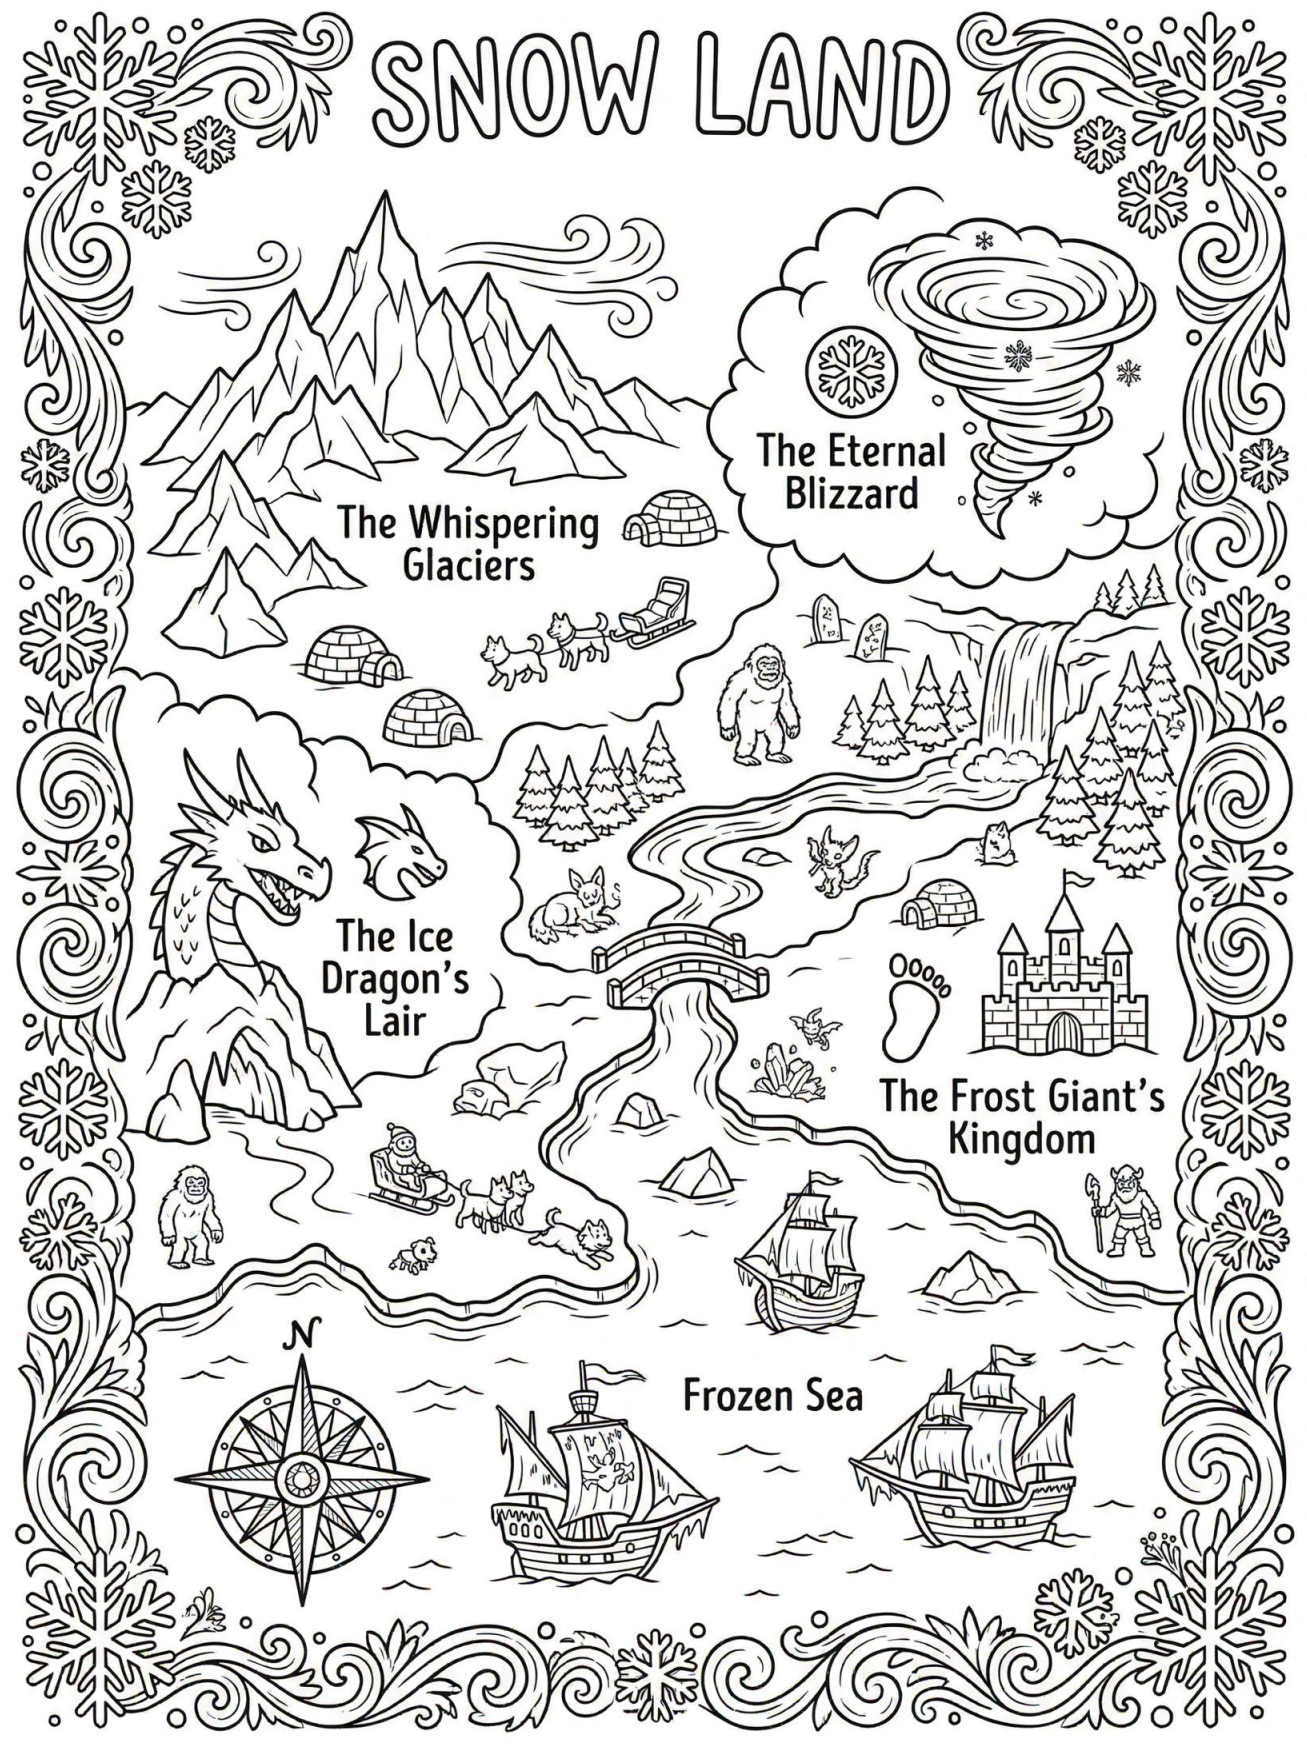 SNOW LAND
The Eternal
Blizzard
The Whispering
Glaciers
The Ice
Dragon's
Lair
The Frost Giant's
Kingdom
N
Frozen Sea